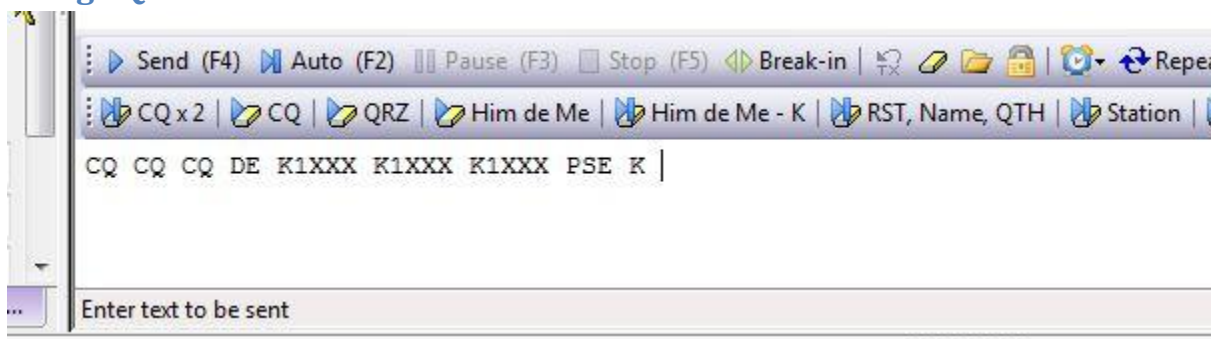 Send (F4) Auto (F2) Pause (F3) Stop (F5) Break-in
CQ x 2 CQ QRZ Him de Me Him de Me - K RST, Name, QTH Station
CQ CQ CQ DE K1XXX K1XXX K1XXX PSE K
... Enter text to be sent